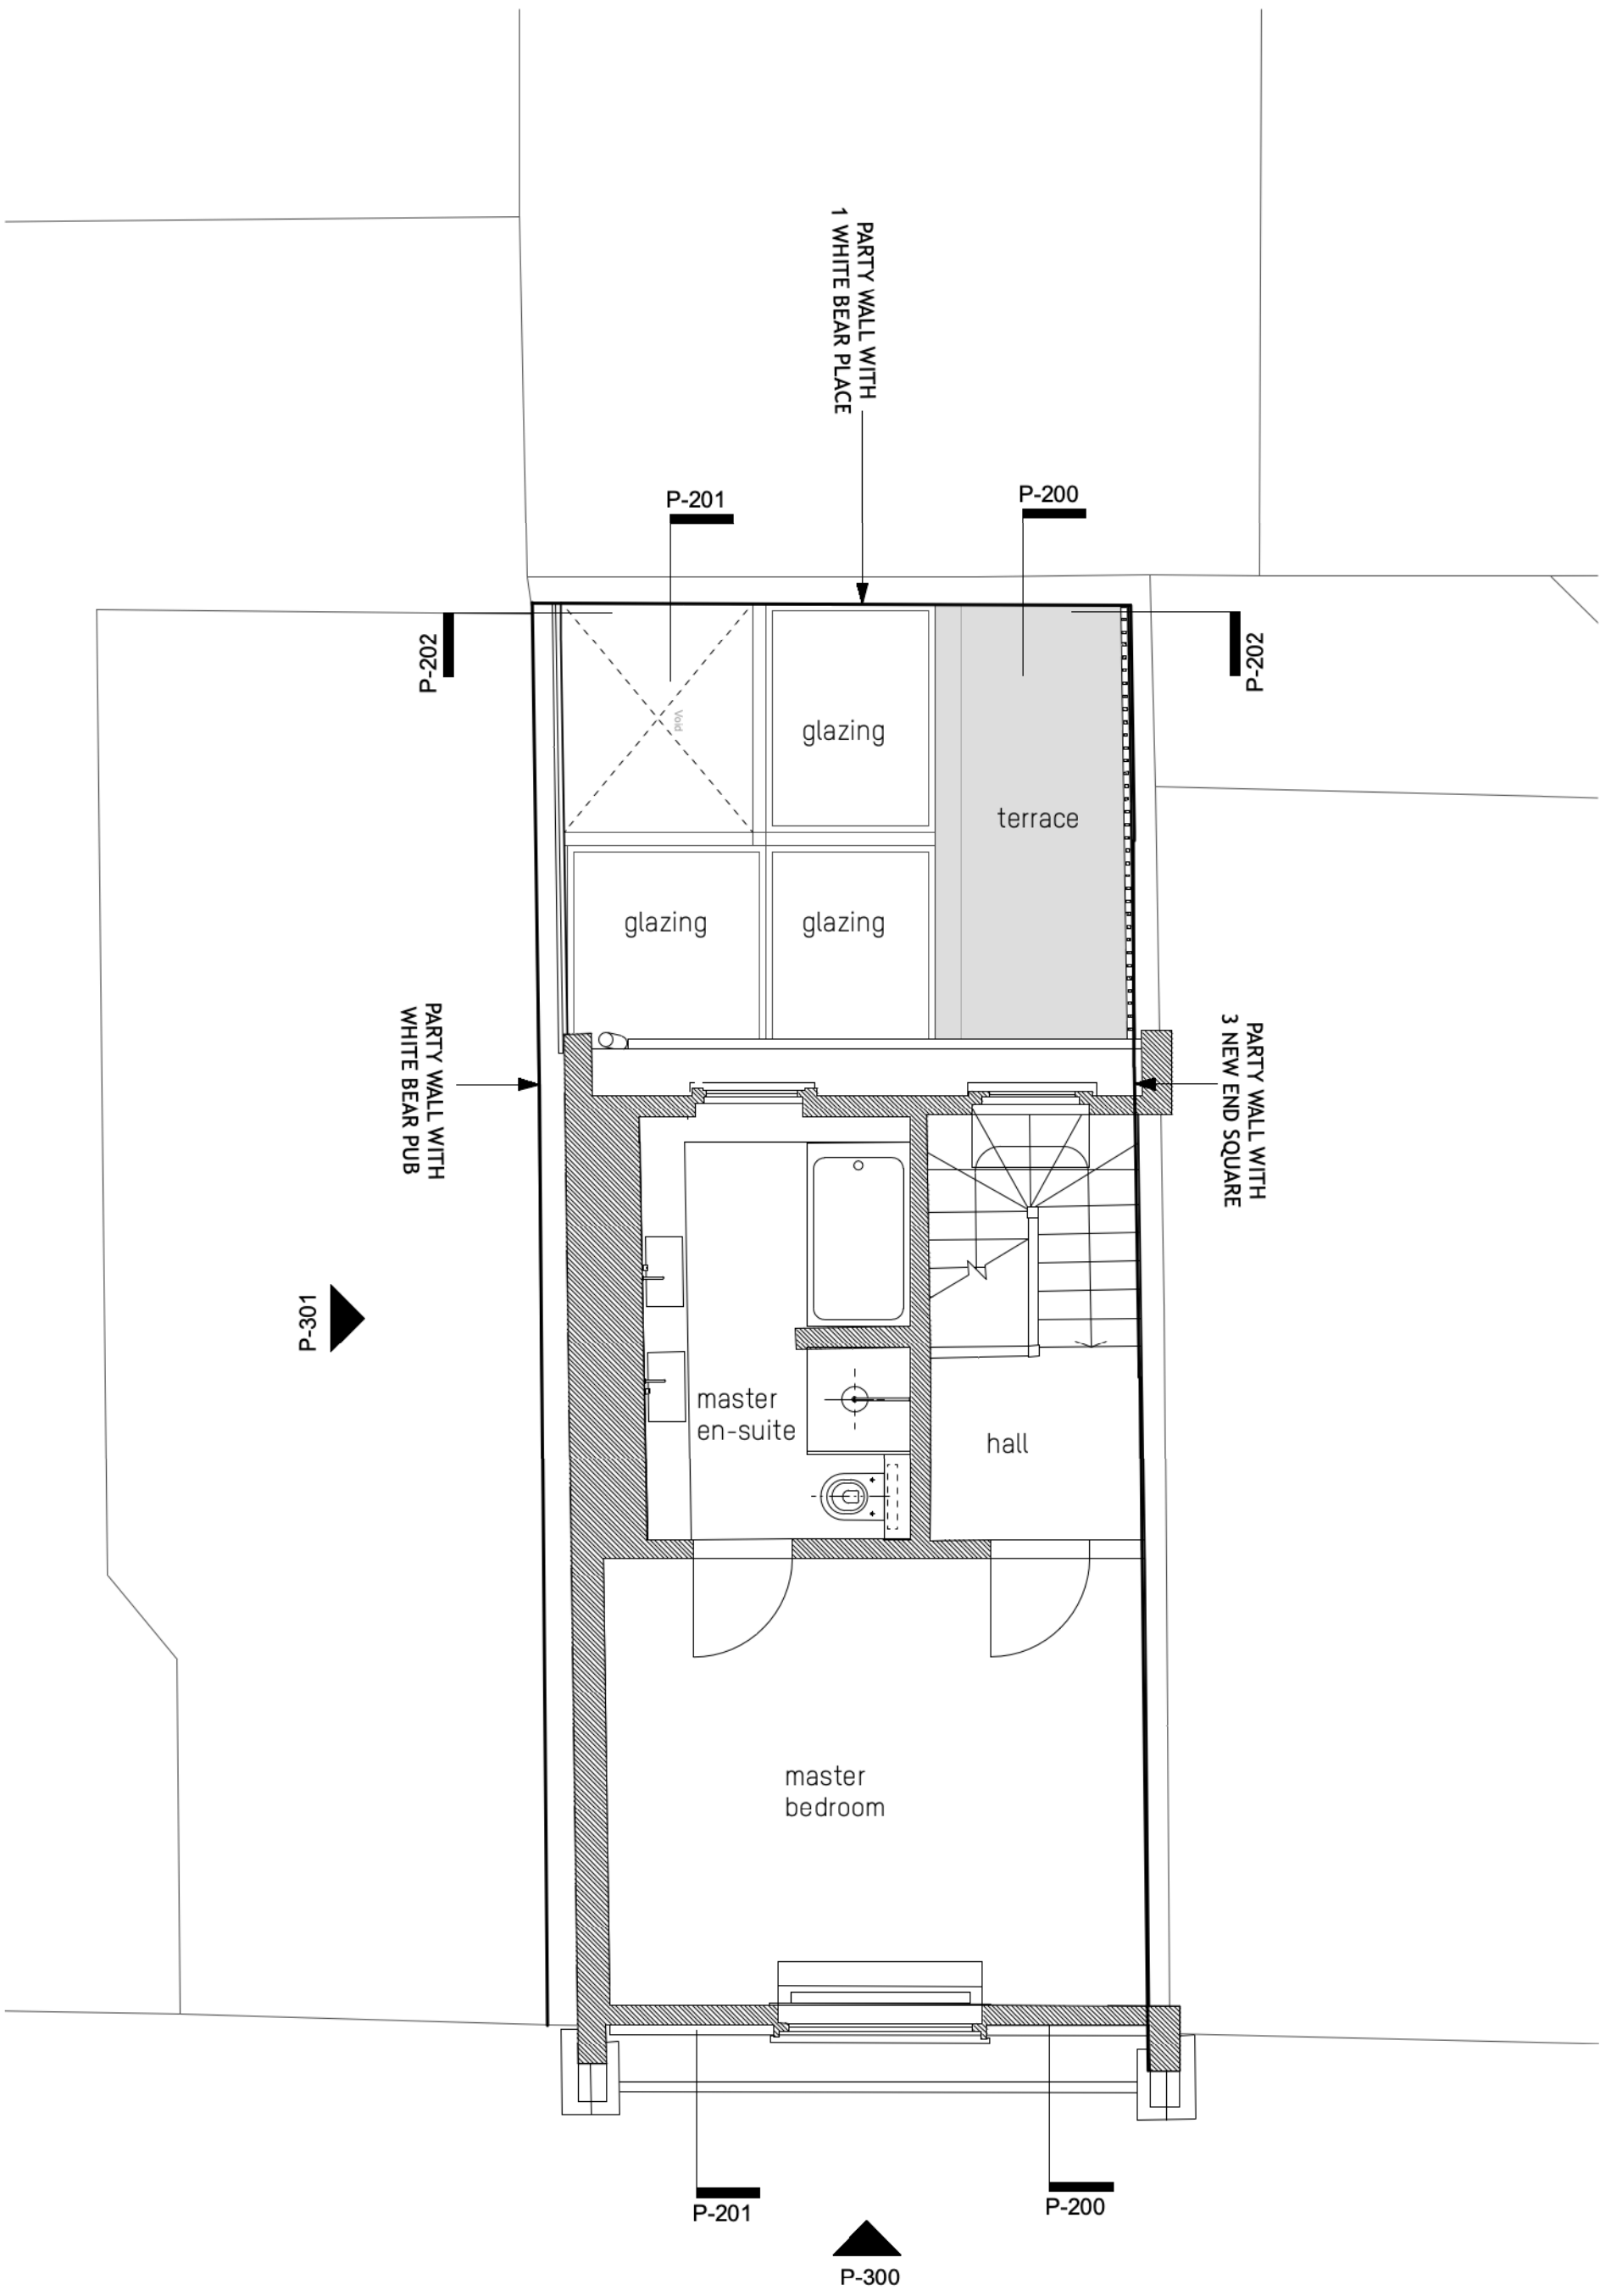 PARTY WALL WITH
1 WHITE BEAR PLACE
P-201
P-200
P-202
P-202
Void
glazing
terrace
glazing
glazing
PARTY WALL WITH
WHITE BEAR PUB
PARTY WALL WITH
3 NEW END SQUARE
P-301
master
en-suite
hall
master
bedroom
P-201
P-200
P-300